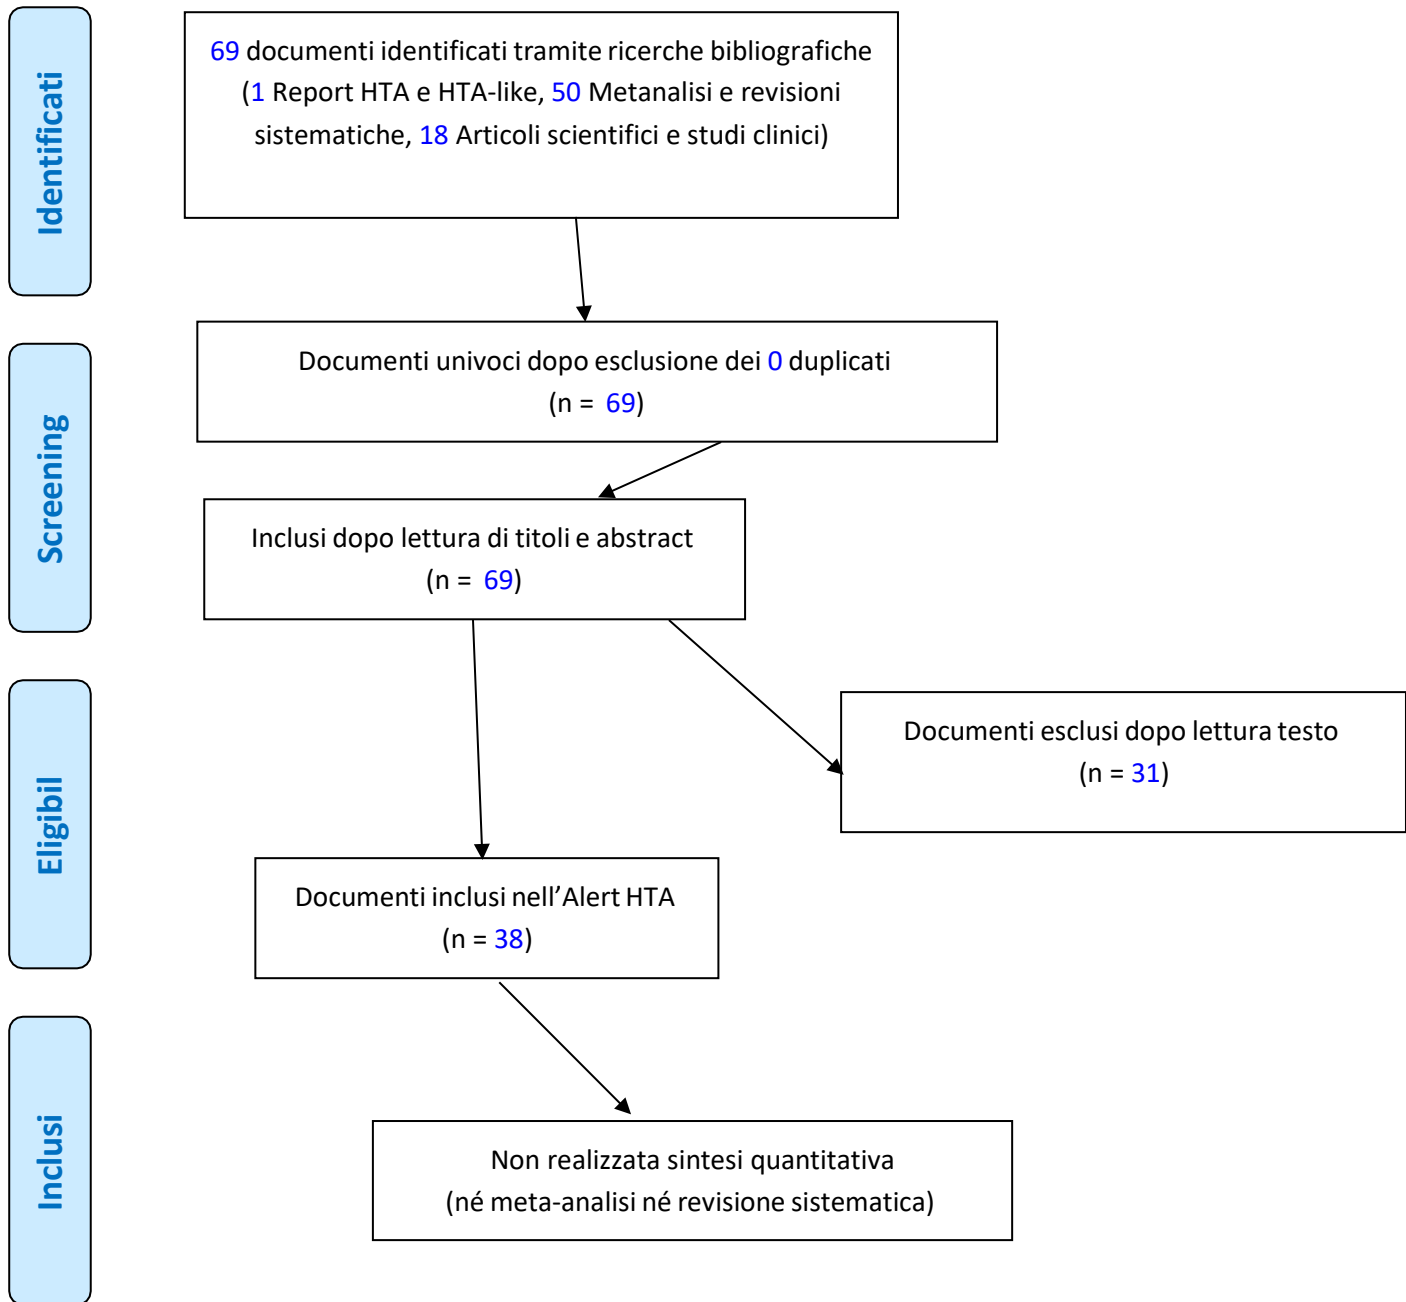 Identificati
69 documenti identificati tramite ricerche bibliografiche
(1 Report HTA e HTA-like, 50 Metanalisi e revisioni
sistematiche, 18 Articoli scientifici e studi clinici)
Screening
Documenti univoci dopo esclusione dei 0 duplicati
(n = 69)
Inclusi dopo lettura di titoli e abstract
(n = 69)
Eligibil
Documenti esclusi dopo lettura testo
(n = 31)
Documenti inclusi nell’Alert HTA
(n = 38)
Inclusi
Non realizzata sintesi quantitativa
(né meta-analisi né revisione sistematica)